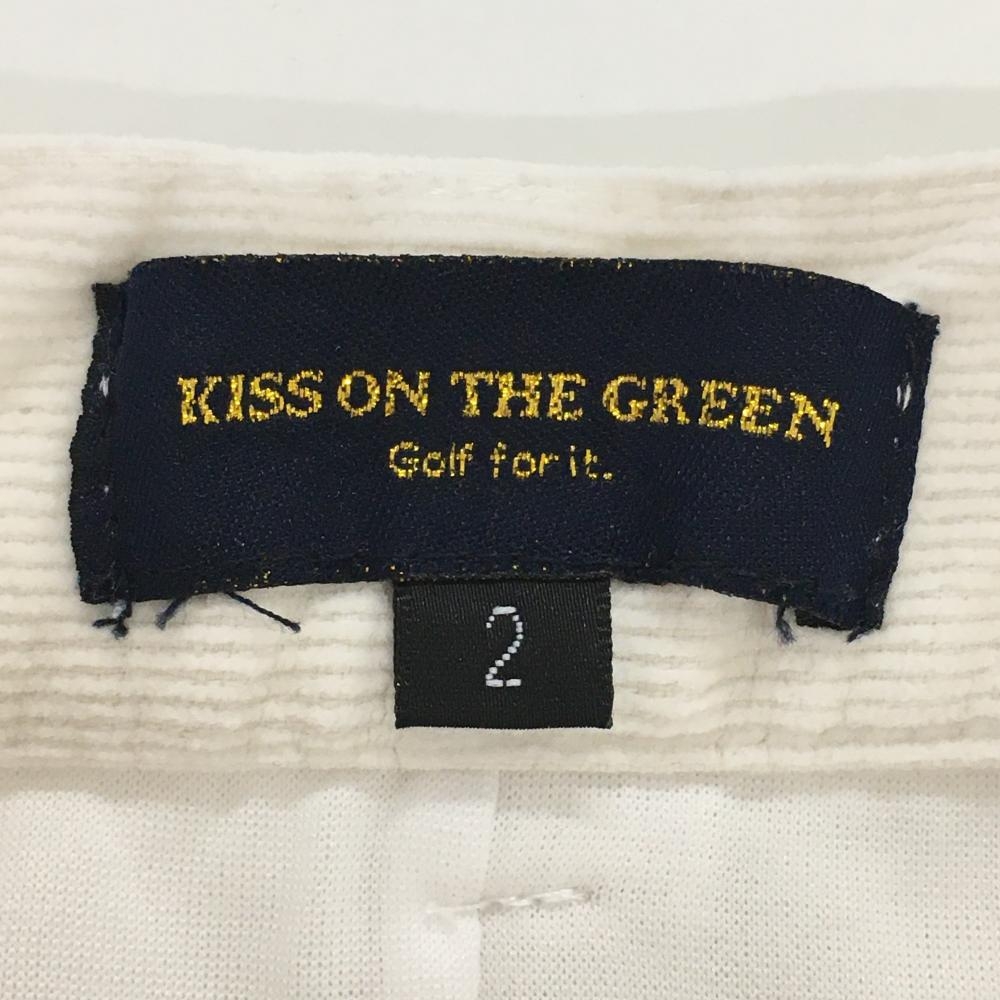 KISS ON THE GREEN
Golf for it.
2